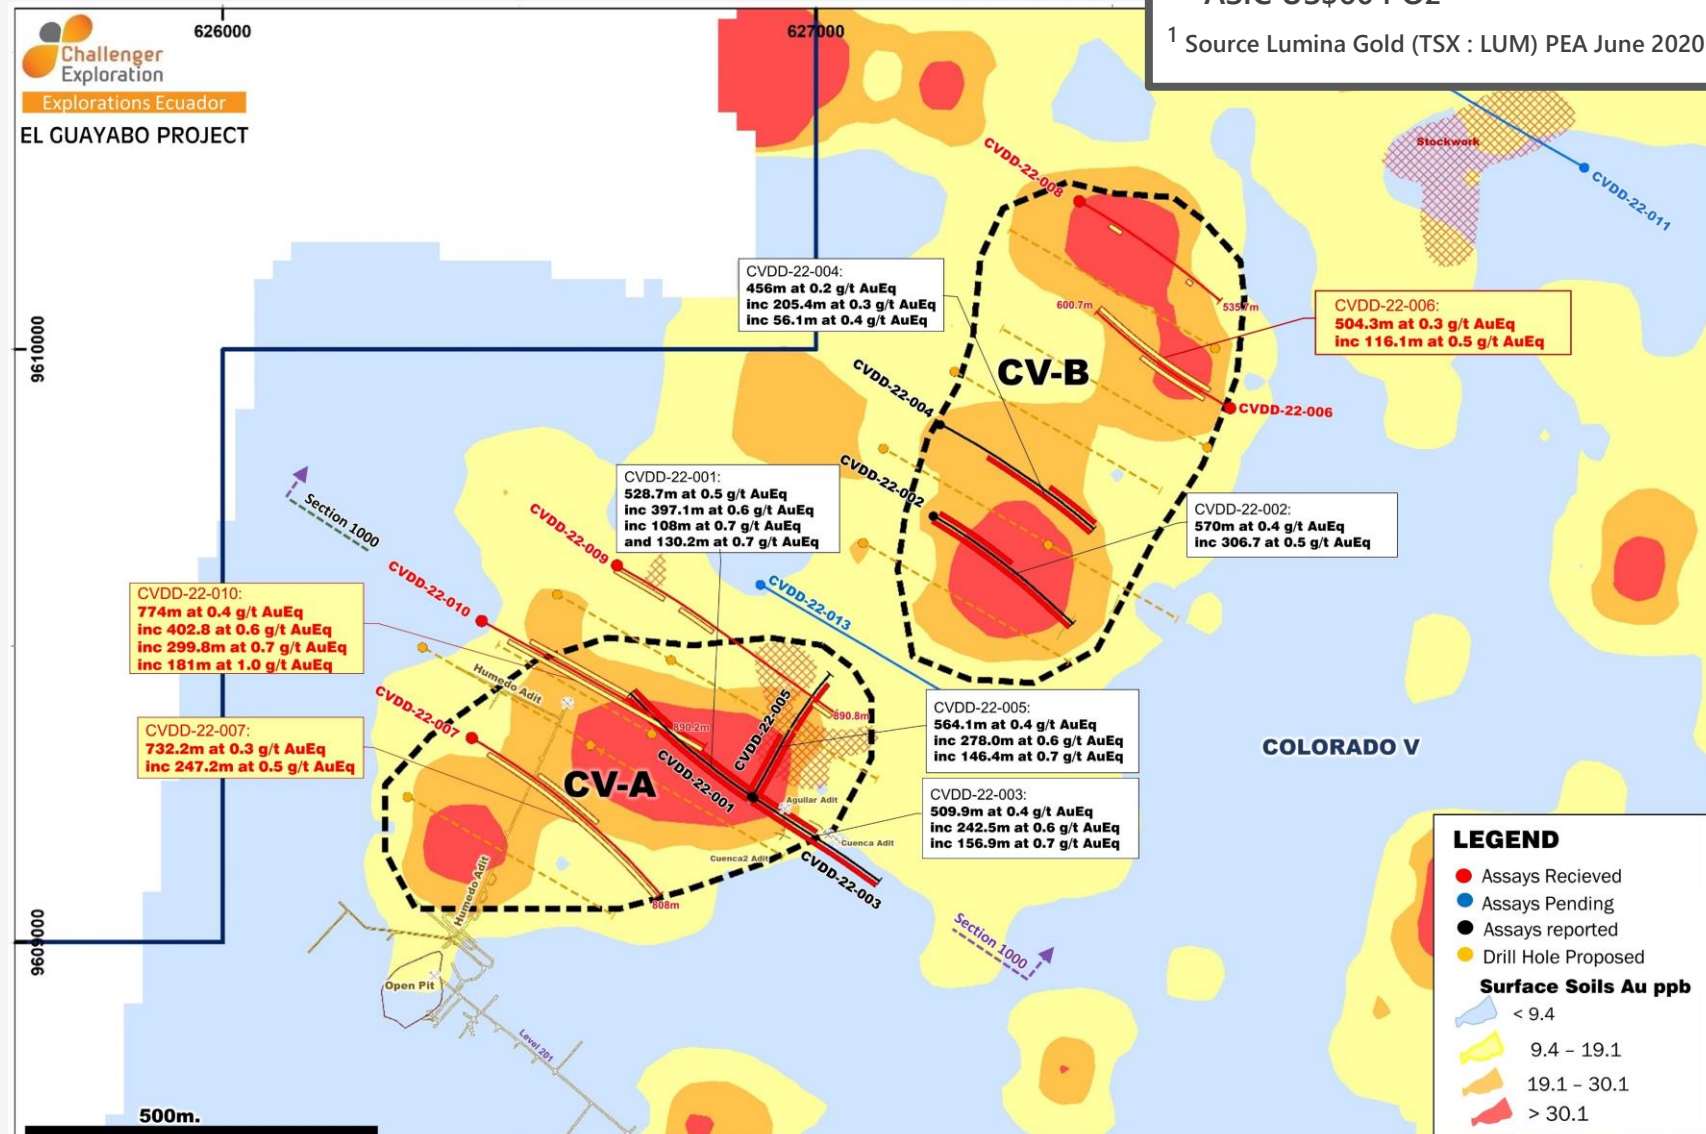 ASIC US$604 PO2
1 Source Lumina Gold (TSX : LUM) PEA June 2020
626000
627000
Challenger
Exploration
Explorations Ecuador
EL GUAYABO PROJECT
9610000
9609000
Stockwork
CVDD-22-011
CVDD-22-008
535.7m
600.7m
CVDD-22-004:
456m at 0.2 g/t AuEq
inc 205.4m at 0.3 g/t AuEq
inc 56.1m at 0.4 g/t AuEq
CVDD-22-006:
504.3m at 0.3 g/t AuEq
inc 116.1m at 0.5 g/t AuEq
CV-B
CVDD-22-004
CVDD-22-006
CVDD-22-002
CVDD-22-001:
528.7m at 0.5 g/t AuEq
inc 397.1m at 0.6 g/t AuEq
inc 108m at 0.7 g/t AuEq
and 130.2m at 0.7 g/t AuEq
CVDD-22-002:
570m at 0.4 g/t AuEq
inc 306.7 at 0.5 g/t AuEq
Section 1000
CVDD-22-009
CVDD-22-010
CVDD-22-013
CVDD-22-010:
774m at 0.4 g/t AuEq
inc 402.8 at 0.6 g/t AuEq
inc 299.8m at 0.7 g/t AuEq
inc 181m at 1.0 g/t AuEq
Humedo Adit
CVDD-22-007
CVDD-22-007:
732.2m at 0.3 g/t AuEq
inc 247.2m at 0.5 g/t AuEq
890.2m
890.8m
CVDD-22-005
CVDD-22-001
CV-A
CVDD-22-005:
564.1m at 0.4 g/t AuEq
inc 278.0m at 0.6 g/t AuEq
inc 146.4m at 0.7 g/t AuEq
COLORADO V
CVDD-22-003:
509.9m at 0.4 g/t AuEq
inc 242.5m at 0.6 g/t AuEq
inc 156.9m at 0.7 g/t AuEq
Aguilar Adit
Cuenca Adit
Cuenca2 Adit
CVDD-22-003
808m
Humedo Adit
Section 1000
Open Pit
Level 201
500m.
LEGEND
Assays Recieved
Assays Pending
Assays reported
Drill Hole Proposed
Surface Soils Au ppb
< 9.4
9.4 – 19.1
19.1 – 30.1
> 30.1